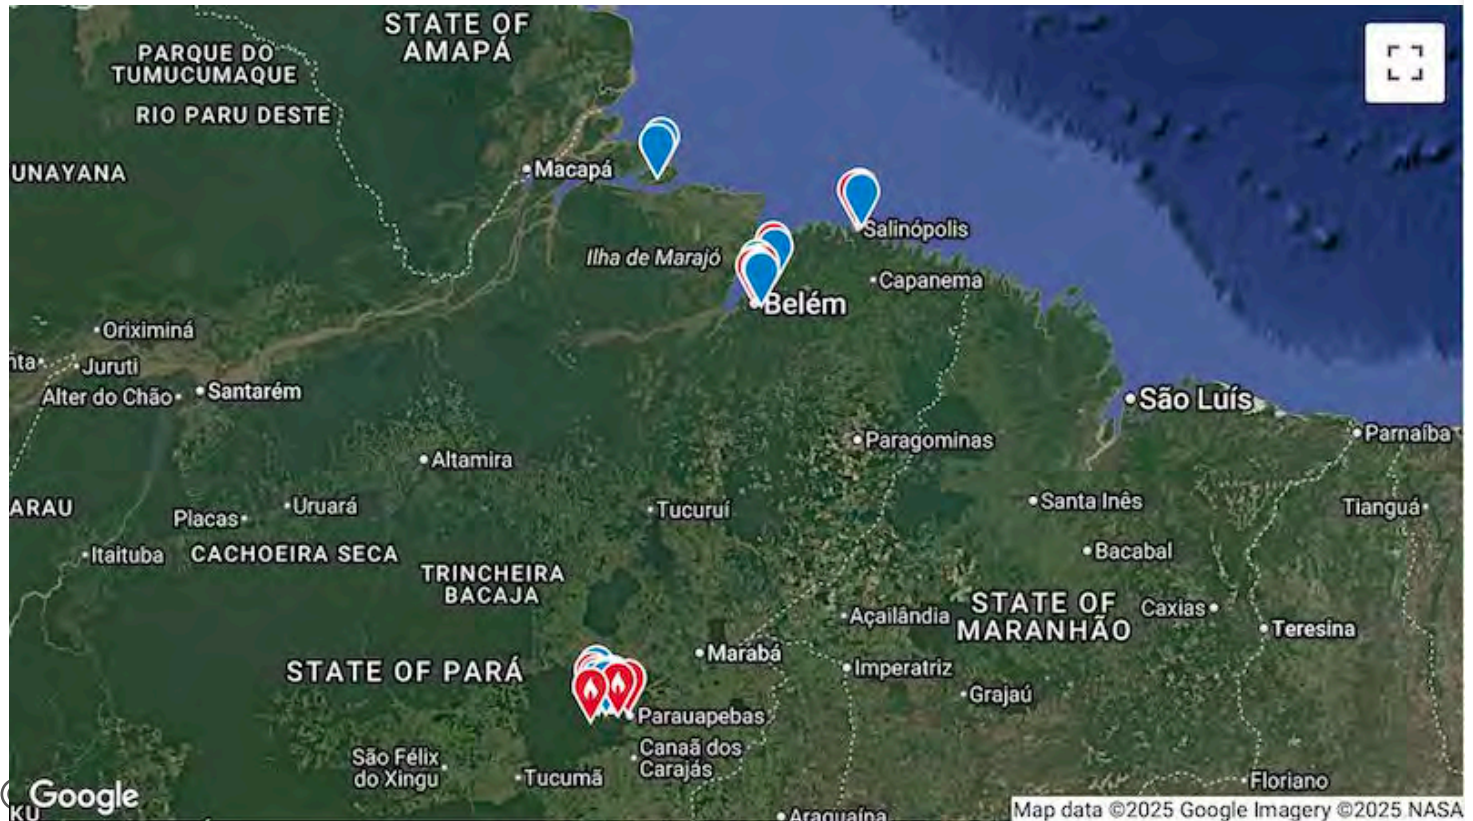 STATE OF
AMAPÁ
PARQUE DO
TUMUCUMAQUE
RIO PARU DESTE
UNAYANA
Macapá
Salinópolis
Ilha de Marajó
Capanema
Belém
Oriximiná
Juruti
Alter do Chão
Santarém
São Luís
Parnaíba
Paragominas
Altamira
ARAU
Placas
Uruará
Tucuruí
Santa Inês
Tianguá
Itaituba
CACHOEIRA SECA
Bacabal
TRINCHEIRA
BACAJA
Açailândia
STATE OF
MARANHÃO
Caxias
Teresina
STATE OF PARÁ
Marabá
Imperatriz
Grajaú
Parauapebas
Canaã dos
Carajás
São Félix
do Xingu
Tucumã
Floriano
Google
KU
Araguaína
Map data ©2025 Google Imagery ©2025 NASA